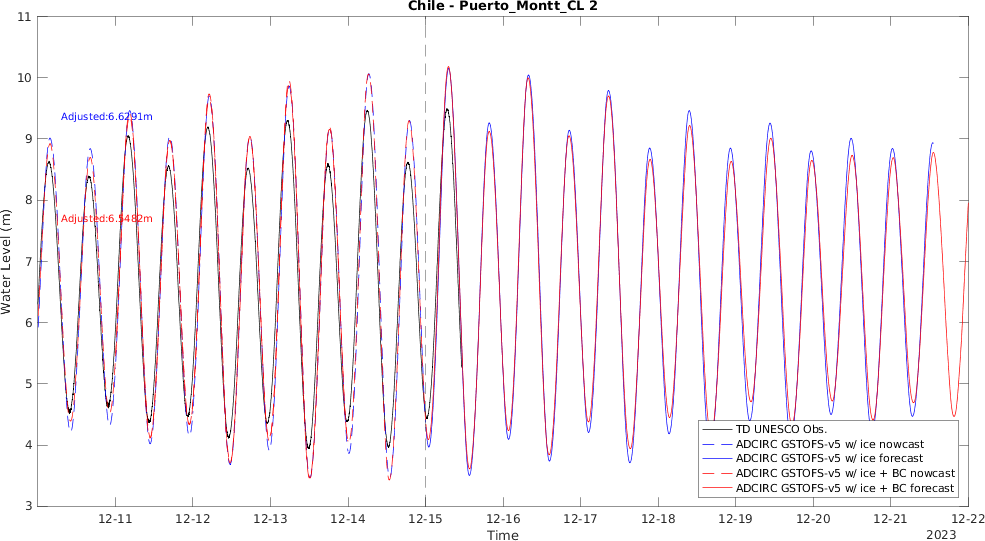 Chile - Puerto_Montt_CL 2
Water Level (m)
11
10
9
8
7
6
5
4
3
Adjusted:6.6291m
Adjusted:6.5482m
TD UNESCO Obs.
ADCIRC GSTOFS-v5 w/ ice nowcast
ADCIRC GSTOFS-v5 w/ ice forecast
ADCIRC GSTOFS-v5 w/ ice + BC nowcast
ADCIRC GSTOFS-v5 w/ ice + BC forecast
12-11 12-12 12-13 12-14 12-15 12-16 12-17 12-18 12-19 12-20 12-21 12-22
Time
2023